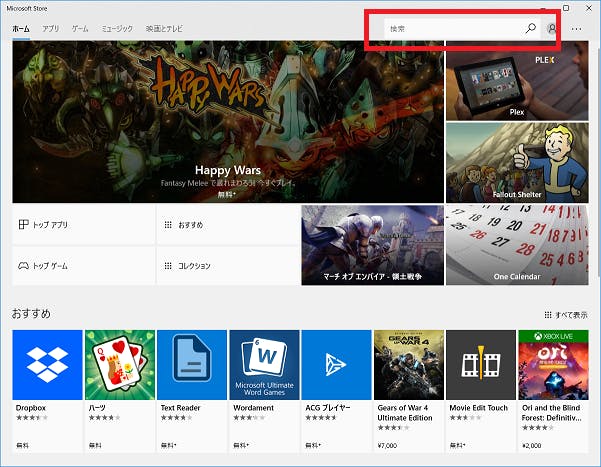 Microsoft Store
ホーム アプリ ゲーム ミュージック 映画とテレビ
検索
HAPPY WARS
Happy Wars
Fantasy Melee で蹴れまわろう! 今すぐプレイ。
無料*
PLEX
Plex
Fallout Shelter
トップ アプリ
おすすめ
トップ ゲーム
コレクション
マーチ オブ エンパイア - 領土戦争
One Calendar
おすすめ
すべて表示
6
W
Microsoft Ultimate
Word Games
GEARS
OF WAR 4
XBOX LIVE
ori
Dropbox
無料
ハーツ
無料*
Text Reader
無料*
Wordament
無料*
ACG プレイヤー
無料*
Gears of War 4
Ultimate Edition
¥7,000
Movie Edit Touch
無料*
Ori and the Blind
Forest: Definitiv...
¥2,000